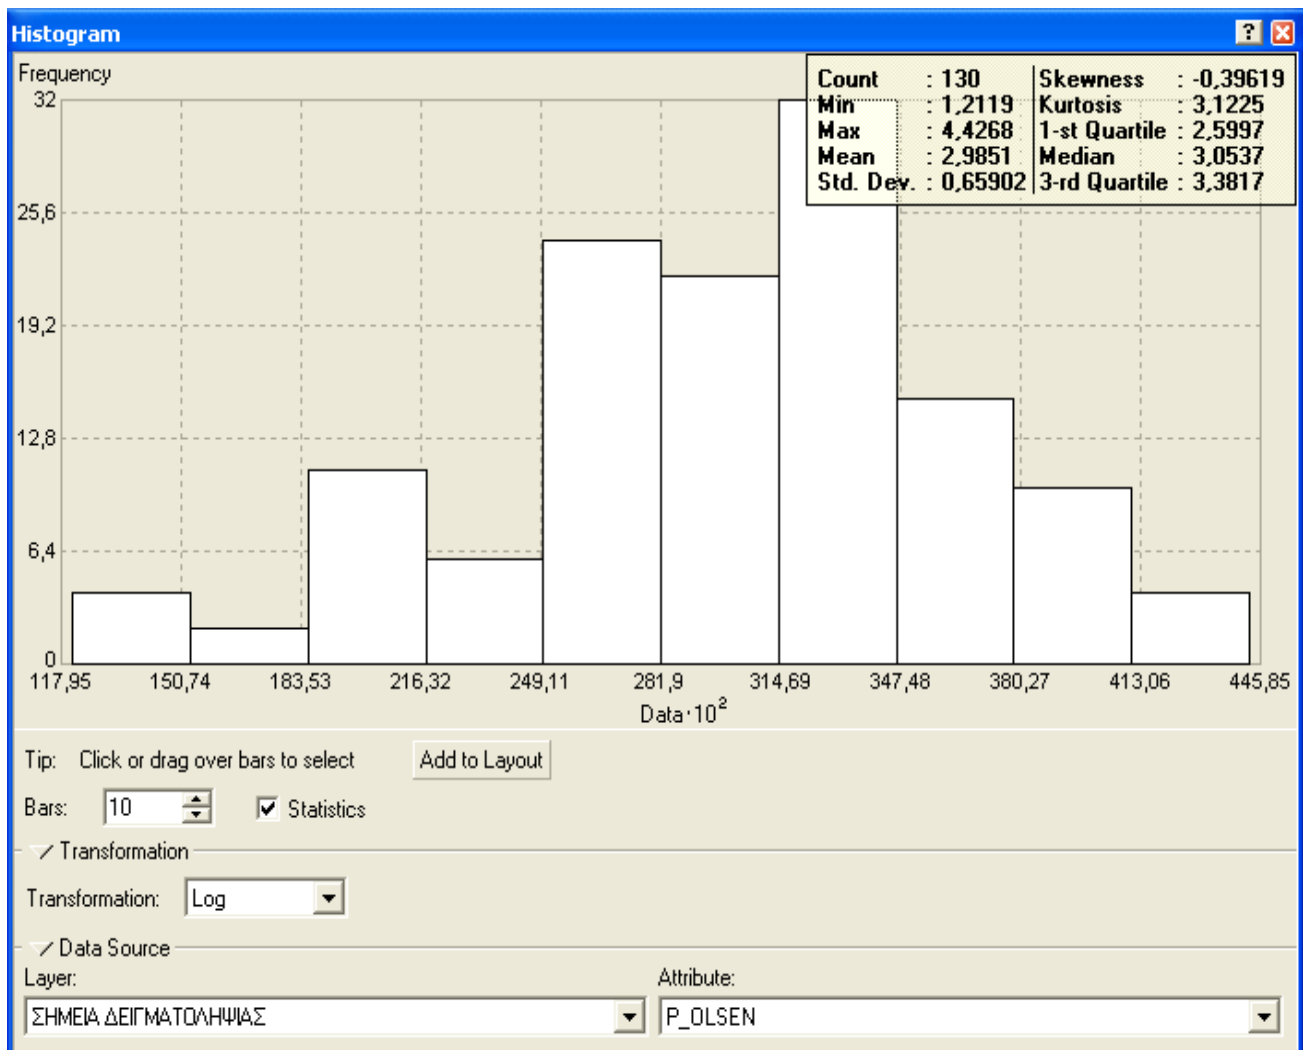 Histogram
Frequency
Count : 130 Skewness : -0,39619
Min : 1,2119 Kurtosis : 3,1225
Max : 4,4268 1-st Quartile : 2,5997
Mean : 2,9851 Median : 3,0537
Std. Dev. : 0,65902 3-rd Quartile : 3,3817
32
25,6
19,2
12,8
6,4
0
117,95 150,74 183,53 216,32 249,11 281,9 314,69 347,48 380,27 413,06 445,85
Data·10²
Tip: Click or drag over bars to select Add to Layout
Bars: 10 Statistics
Transformation
Transformation: Log
Data Source
Layer: Attribute:
ΣΗΜΕΙΑ ΔΕΙΓΜΑΤΟΛΗΨΙΑΣ P_OLSEN